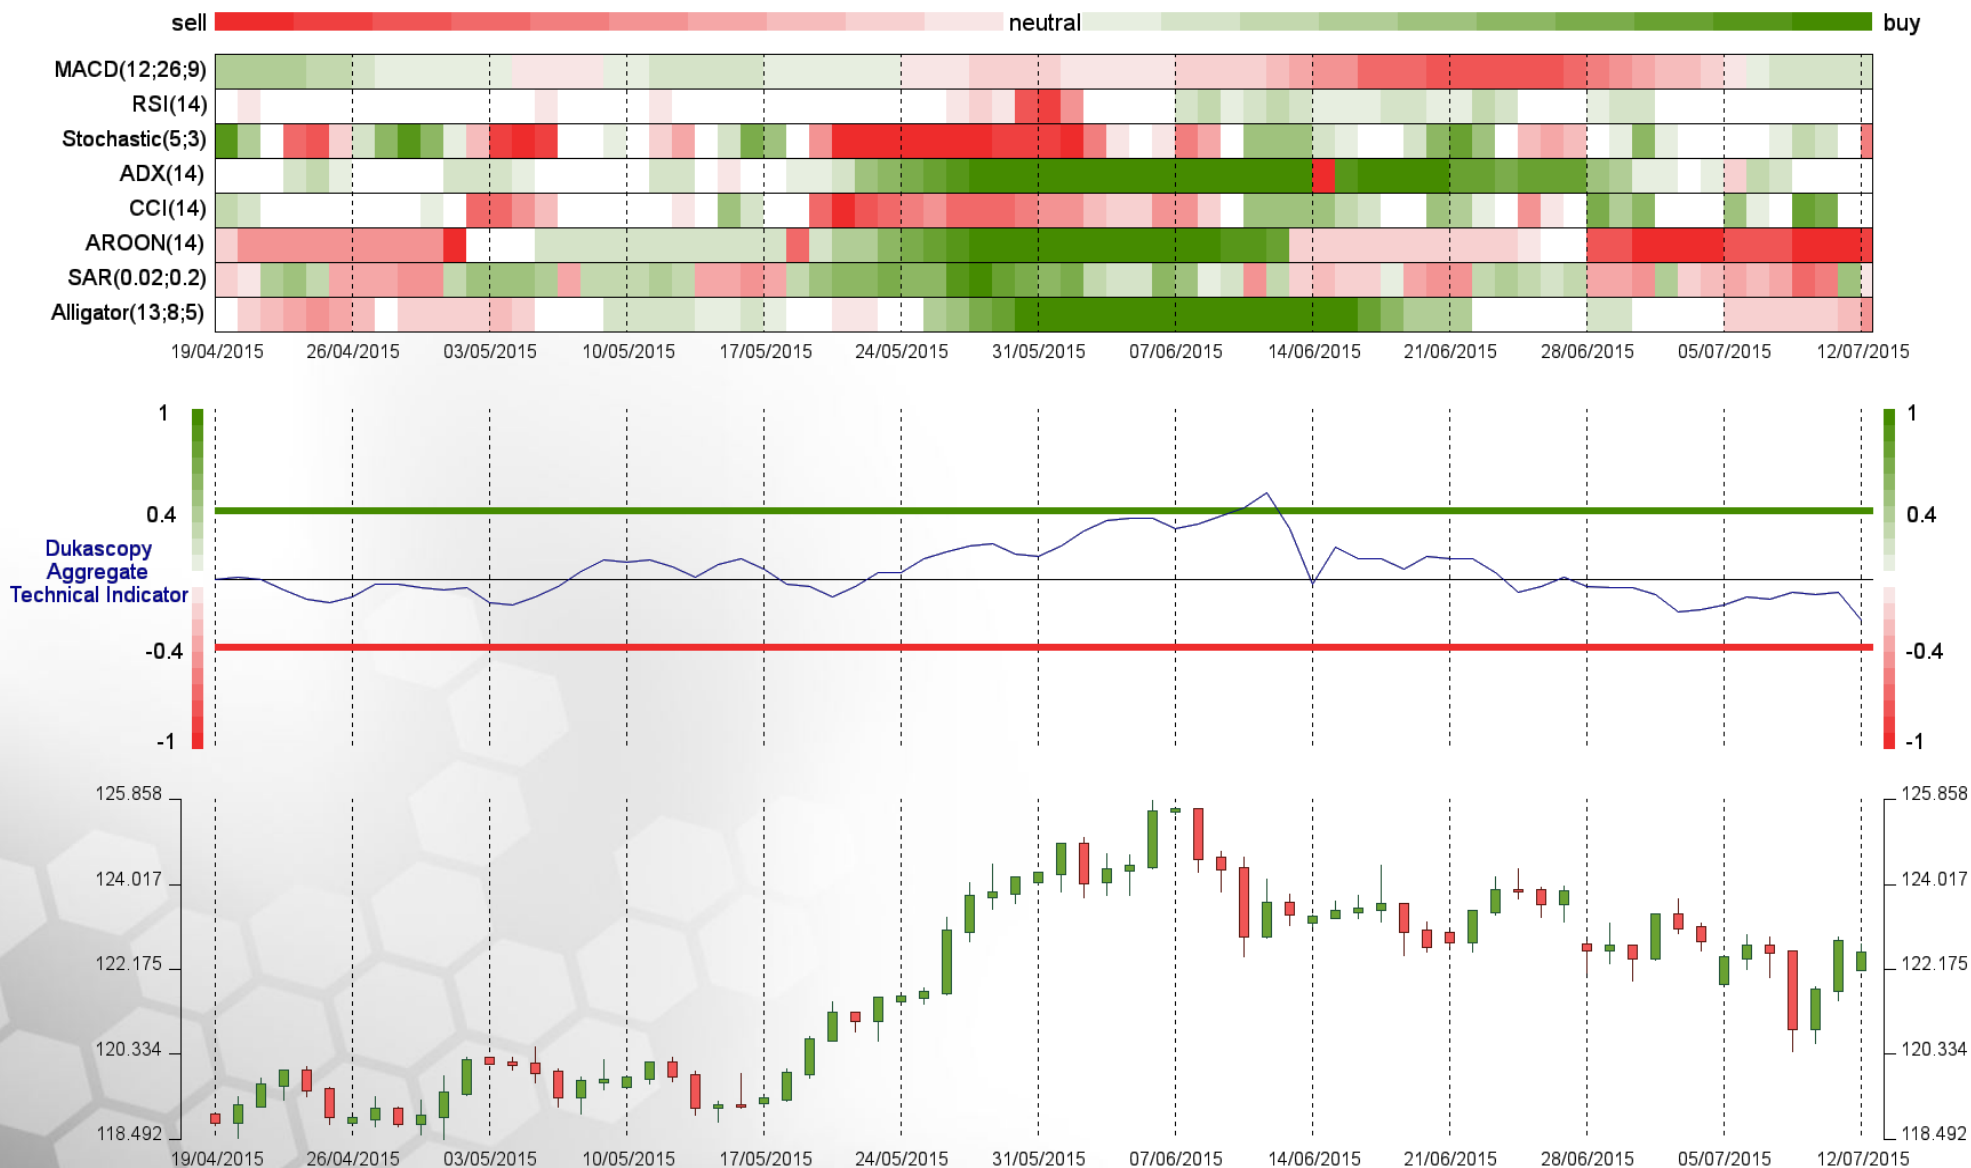 sell neutral buy
MACD(12;26;9)
RSI(14)
Stochastic(5;3)
ADX(14)
CCI(14)
AROON(14)
SAR(0.02;0.2)
Alligator(13;8;5)
19/04/2015 26/04/2015 03/05/2015 10/05/2015 17/05/2015 24/05/2015 31/05/2015 07/06/2015 14/06/2015 21/06/2015 28/06/2015 05/07/2015 12/07/2015
1 1
0.4 0.4
Dukascopy
Aggregate
Technical Indicator
-0.4 -0.4
-1 -1
125.858 125.858
124.017 124.017
122.175 122.175
120.334 120.334
118.492 118.492
19/04/2015 26/04/2015 03/05/2015 10/05/2015 17/05/2015 24/05/2015 31/05/2015 07/06/2015 14/06/2015 21/06/2015 28/06/2015 05/07/2015 12/07/2015